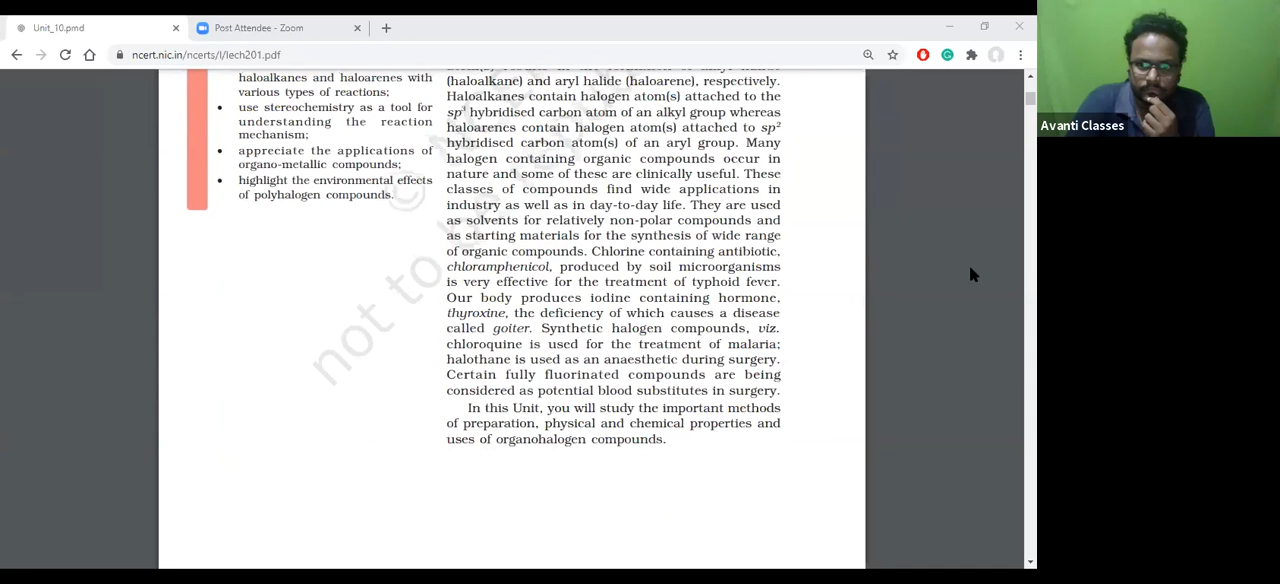 Unit_10.pmd
Post Attendee - Zoom
ncert.nic.in/ncerts/l/lech201.pdf
haloalkanes and haloarenes with
various types of reactions;
• use stereochemistry as a tool for
understanding the reaction
mechanism;
• appreciate the applications of
organo-metallic compounds;
• highlight the environmental effects
of polyhalogen compounds.
(haloalkane) and aryl halide (haloarene), respectively.
Haloalkanes contain halogen atom(s) attached to the
sp³ hybridised carbon atom of an alkyl group whereas
haloarenes contain halogen atom(s) attached to sp²
hybridised carbon atom(s) of an aryl group. Many
halogen containing organic compounds occur in
nature and some of these are clinically useful. These
classes of compounds find wide applications in
industry as well as in day-to-day life. They are used
as solvents for relatively non-polar compounds and
as starting materials for the synthesis of wide range
of organic compounds. Chlorine containing antibiotic,
chloramphenicol, produced by soil microorganisms
is very effective for the treatment of typhoid fever.
Our body produces iodine containing hormone,
thyroxine, the deficiency of which causes a disease
called goiter. Synthetic halogen compounds, viz.
chloroquine is used for the treatment of malaria;
halothane is used as an anaesthetic during surgery.
Certain fully fluorinated compounds are being
considered as potential blood substitutes in surgery.
In this Unit, you will study the important methods
of preparation, physical and chemical properties and
uses of organohalogen compounds.
not to be
©
Avanti Classes